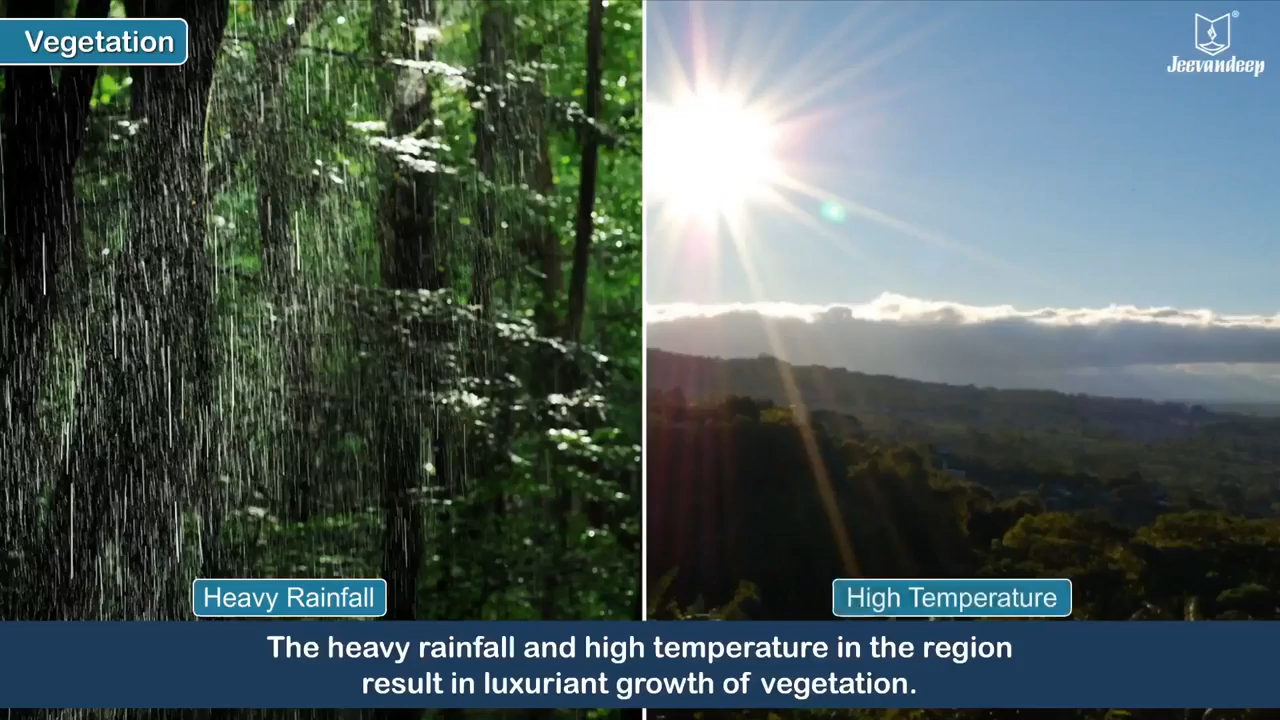 Vegetation
®
Jeevandeep
Heavy Rainfall
High Temperature
The heavy rainfall and high temperature in the region
result in luxuriant growth of vegetation.